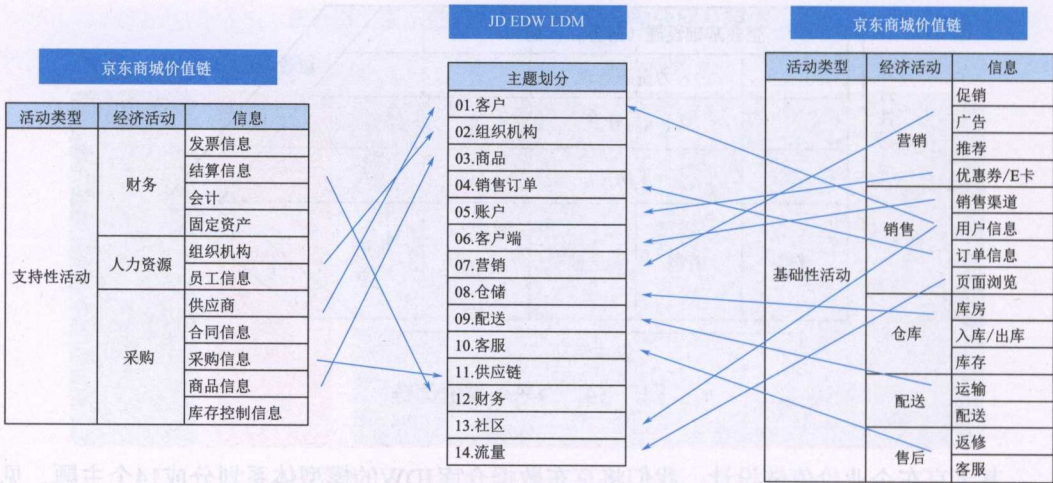 京东商城价值链
活动类型 经济活动 信息
支持性活动
财务
发票信息
结算信息
会计
固定资产
人力资源
组织机构
员工信息
采购
供应商
合同信息
采购信息
商品信息
库存控制信息
JD EDW LDM
主题划分
01.客户
02.组织机构
03.商品
04.销售订单
05.账户
06.客户端
07.营销
08.仓储
09.配送
10.客服
11.供应链
12.财务
13.社区
14.流量
京东商城价值链
活动类型 经济活动 信息
基础性活动
营销
促销
广告
推荐
优惠券/E卡
销售
销售渠道
用户信息
订单信息
页面浏览
仓库
库房
入库/出库
库存
配送
运输
配送
售后
返修
客服